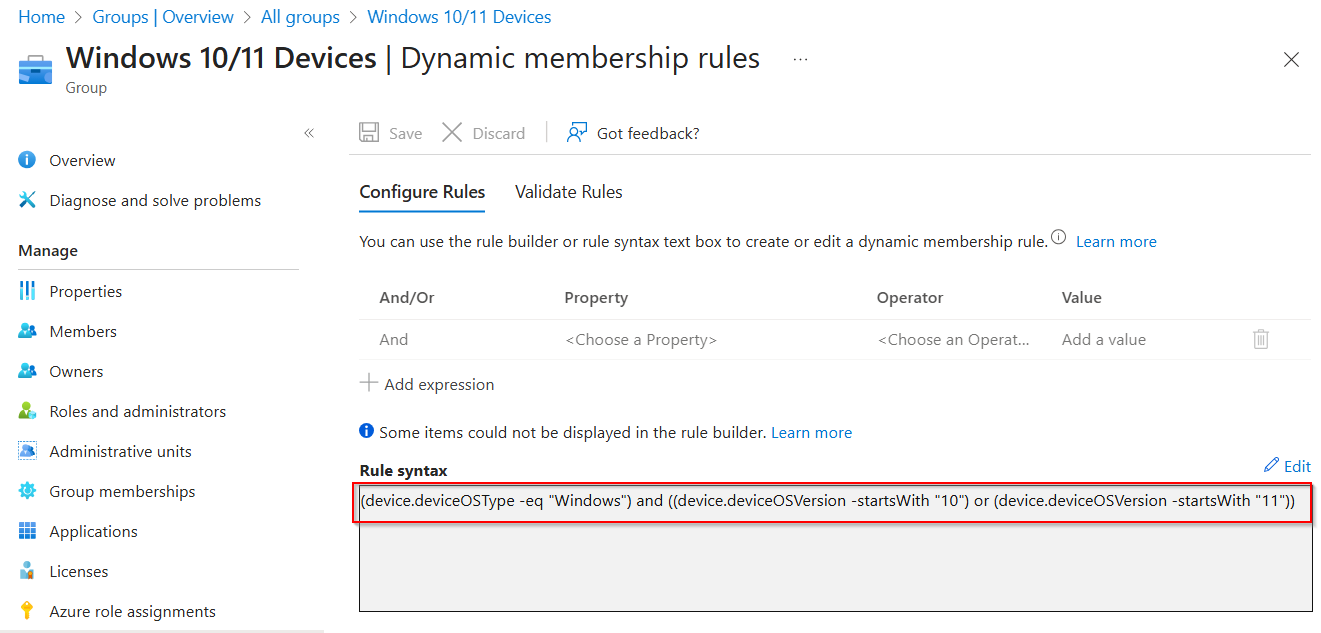 Home > Groups | Overview > All groups > Windows 10/11 Devices
Windows 10/11 Devices | Dynamic membership rules ...
Group
«
Overview
Diagnose and solve problems
Manage
Properties
Members
Owners
Roles and administrators
Administrative units
Group memberships
Applications
Licenses
Azure role assignments
Save Discard Got feedback?
Configure Rules Validate Rules
You can use the rule builder or rule syntax text box to create or edit a dynamic membership rule. Learn more
And/Or Property Operator Value
And <Choose a Property> <Choose an Operat... Add a value
Add expression
Some items could not be displayed in the rule builder. Learn more
Rule syntax Edit
(device.deviceOSType -eq "Windows") and ((device.deviceOSVersion -startsWith "10") or (device.deviceOSVersion -startsWith "11"))